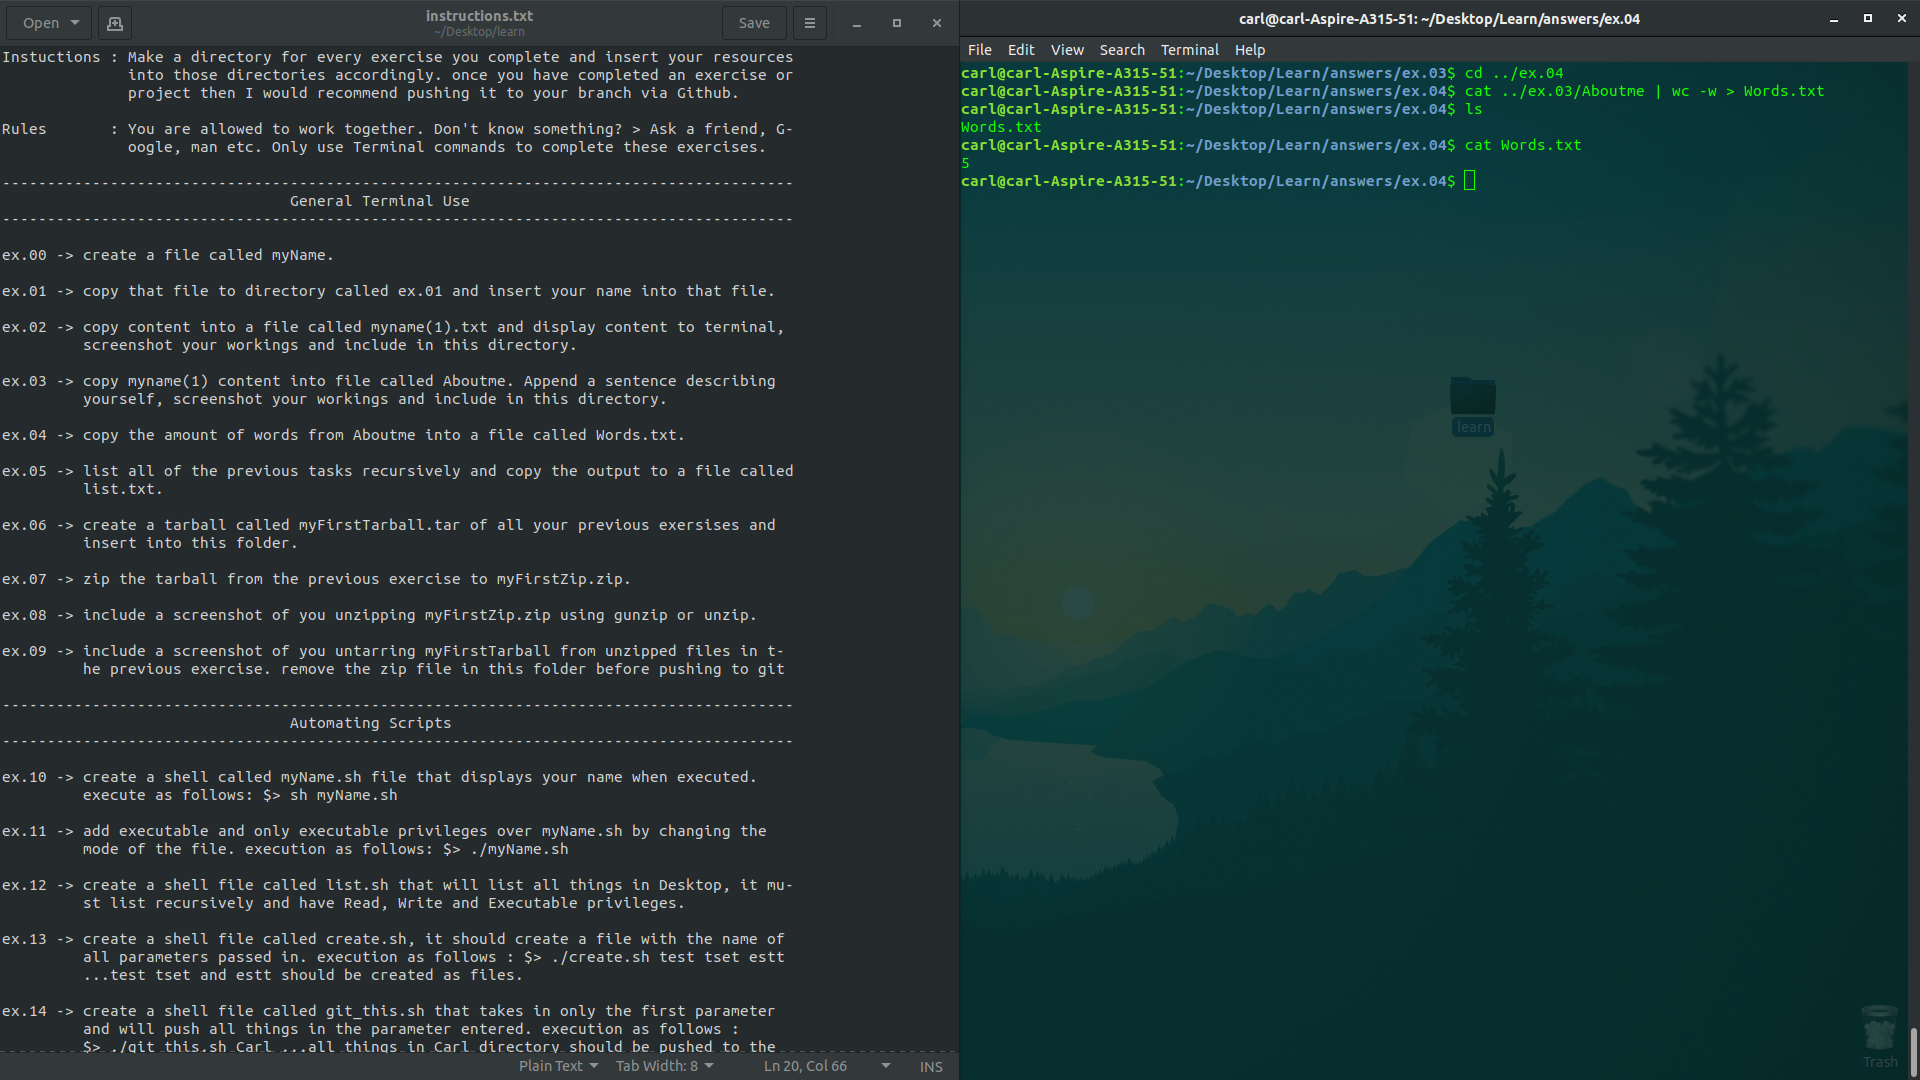 Open
instructions.txt
~/Desktop/learn
Save
Instuctions : Make a directory for every exercise you complete and insert your resources
into those directories accordingly. once you have completed an exercise or
project then I would recommend pushing it to your branch via Github.
Rules : You are allowed to work together. Don't know something? > Ask a friend, G-
oogle, man etc. Only use Terminal commands to complete these exercises.
----------------------------------------------------------------------------------------
General Terminal Use
----------------------------------------------------------------------------------------
ex.00 -> create a file called myName.
ex.01 -> copy that file to directory called ex.01 and insert your name into that file.
ex.02 -> copy content into a file called myname(1).txt and display content to terminal,
screenshot your workings and include in this directory.
ex.03 -> copy myname(1) content into file called Aboutme. Append a sentence describing
yourself, screenshot your workings and include in this directory.
ex.04 -> copy the amount of words from Aboutme into a file called Words.txt.
ex.05 -> list all of the previous tasks recursively and copy the output to a file called
list.txt.
ex.06 -> create a tarball called myFirstTarball.tar of all your previous exersises and
insert into this folder.
ex.07 -> zip the tarball from the previous exercise to myFirstZip.zip.
ex.08 -> include a screenshot of you unzipping myFirstZip.zip using gunzip or unzip.
ex.09 -> include a screenshot of you untarring myFirstTarball from unzipped files in t-
he previous exercise. remove the zip file in this folder before pushing to git
----------------------------------------------------------------------------------------
Automating Scripts
----------------------------------------------------------------------------------------
ex.10 -> create a shell called myName.sh file that displays your name when executed.
execute as follows: $> sh myName.sh
ex.11 -> add executable and only executable privileges over myName.sh by changing the
mode of the file. execution as follows: $> ./myName.sh
ex.12 -> create a shell file called list.sh that will list all things in Desktop, it mu-
st list recursively and have Read, Write and Executable privileges.
ex.13 -> create a shell file called create.sh, it should create a file with the name of
all parameters passed in. execution as follows : $> ./create.sh test tset estt
...test tset and estt should be created as files.
ex.14 -> create a shell file called git_this.sh that takes in only the first parameter
and will push all things in the parameter entered. execution as follows :
$> ./git_this.sh Carl ...all things in Carl directory should be pushed to the
Plain Text Tab Width: 8 Ln 20, Col 66 INS
carl@carl-Aspire-A315-51: ~/Desktop/Learn/answers/ex.04
File Edit View Search Terminal Help
carl@carl-Aspire-A315-51:~/Desktop/Learn/answers/ex.03$ cd ../ex.04
carl@carl-Aspire-A315-51:~/Desktop/Learn/answers/ex.04$ cat ../ex.03/Aboutme | wc -w > Words.txt
carl@carl-Aspire-A315-51:~/Desktop/Learn/answers/ex.04$ ls
Words.txt
carl@carl-Aspire-A315-51:~/Desktop/Learn/answers/ex.04$ cat Words.txt
5
carl@carl-Aspire-A315-51:~/Desktop/Learn/answers/ex.04$
learn
Trash